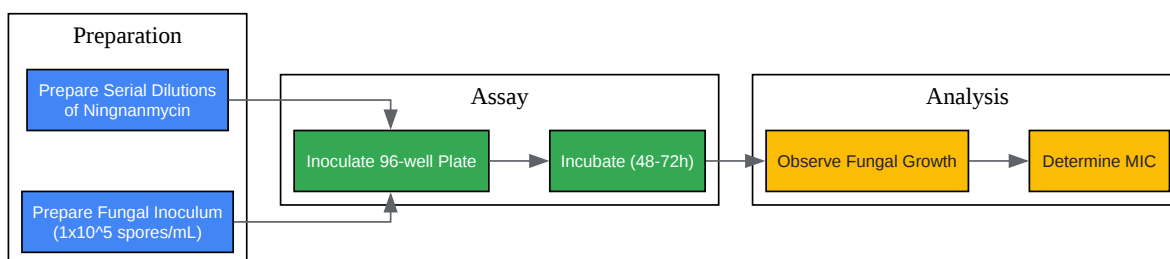 Preparation
Prepare Serial Dilutions
of Ningnanmycin
Prepare Fungal Inoculum
(1x10^5 spores/mL)
Assay
Inoculate 96-well Plate
Incubate (48-72h)
Analysis
Observe Fungal Growth
Determine MIC